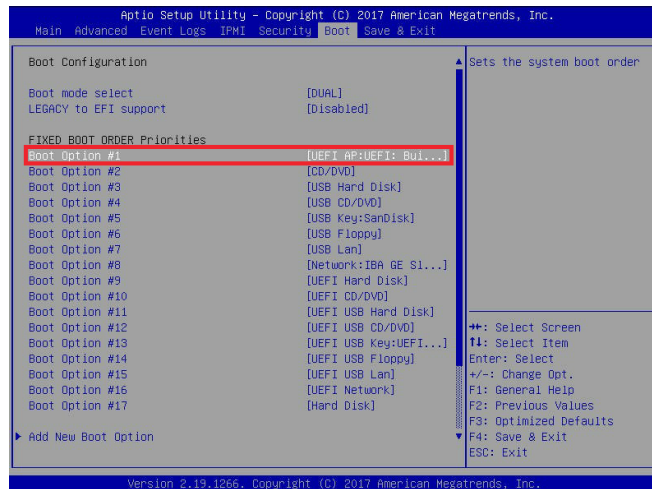 Aptio Setup Utility – Copyright (C) 2017 American Megatrends, Inc.
Main Advanced Event Logs IPMI Security Boot Save & Exit
Boot Configuration
Boot mode select [DUAL]
LEGACY to EFI support [Disabled]
FIXED BOOT ORDER Priorities
Boot Option #1 [UEFI AP:UEFI: Bui...]
Boot Option #2 [CD/DVD]
Boot Option #3 [USB Hard Disk]
Boot Option #4 [USB CD/DVD]
Boot Option #5 [USB Key:SanDisk]
Boot Option #6 [USB Floppy]
Boot Option #7 [USB Lan]
Boot Option #8 [Network:IBA GE Sl...]
Boot Option #9 [UEFI Hard Disk]
Boot Option #10 [UEFI CD/DVD]
Boot Option #11 [UEFI USB Hard Disk]
Boot Option #12 [UEFI USB CD/DVD]
Boot Option #13 [UEFI USB Key:UEFI...]
Boot Option #14 [UEFI USB Floppy]
Boot Option #15 [UEFI USB Lan]
Boot Option #16 [UEFI Network]
Boot Option #17 [Hard Disk]
Add New Boot Option
Sets the system boot order
→←: Select Screen
↑↓: Select Item
Enter: Select
+/-: Change Opt.
F1: General Help
F2: Previous Values
F3: Optimized Defaults
F4: Save & Exit
ESC: Exit
Version 2.19.1266. Copyright (C) 2017 American Megatrends, Inc.